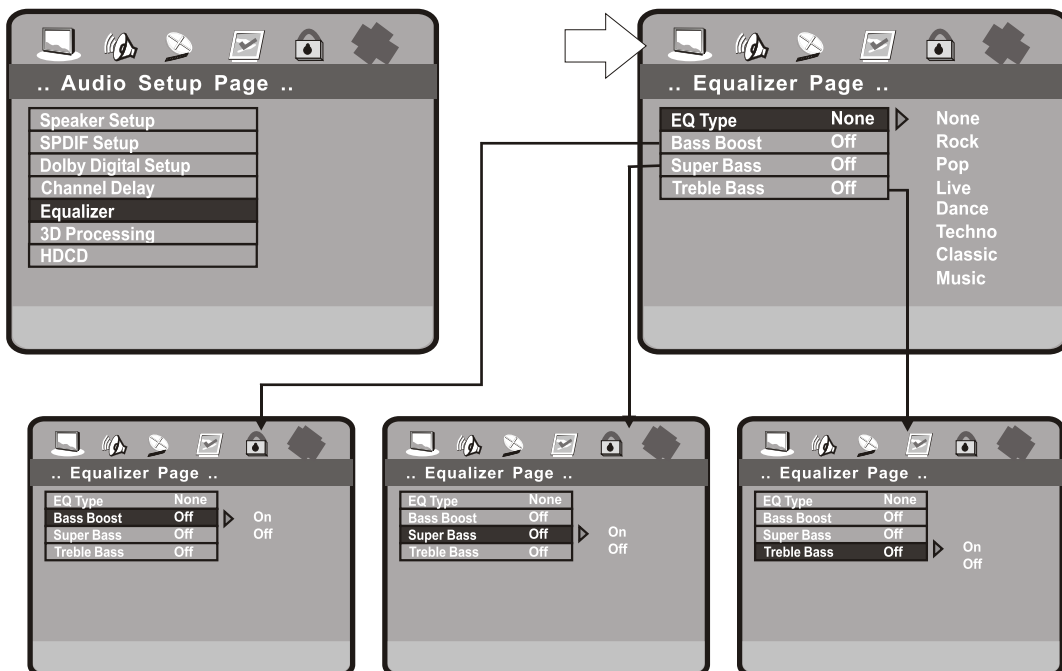 .. Audio Setup Page ..
Speaker Setup
SPDIF Setup
Dolby Digital Setup
Channel Delay
Equalizer
3D Processing
HDCD
.. Equalizer Page ..
EQ Type None
Bass Boost Off
Super Bass Off
Treble Bass Off
None
Rock
Pop
Live
Dance
Techno
Classic
Music
.. Equalizer Page ..
EQ Type None
Bass Boost Off On
Super Bass Off Off
Treble Bass Off
.. Equalizer Page ..
EQ Type None
Bass Boost Off
Super Bass Off On
Treble Bass Off Off
.. Equalizer Page ..
EQ Type None
Bass Boost Off
Super Bass Off
Treble Bass Off On
Off